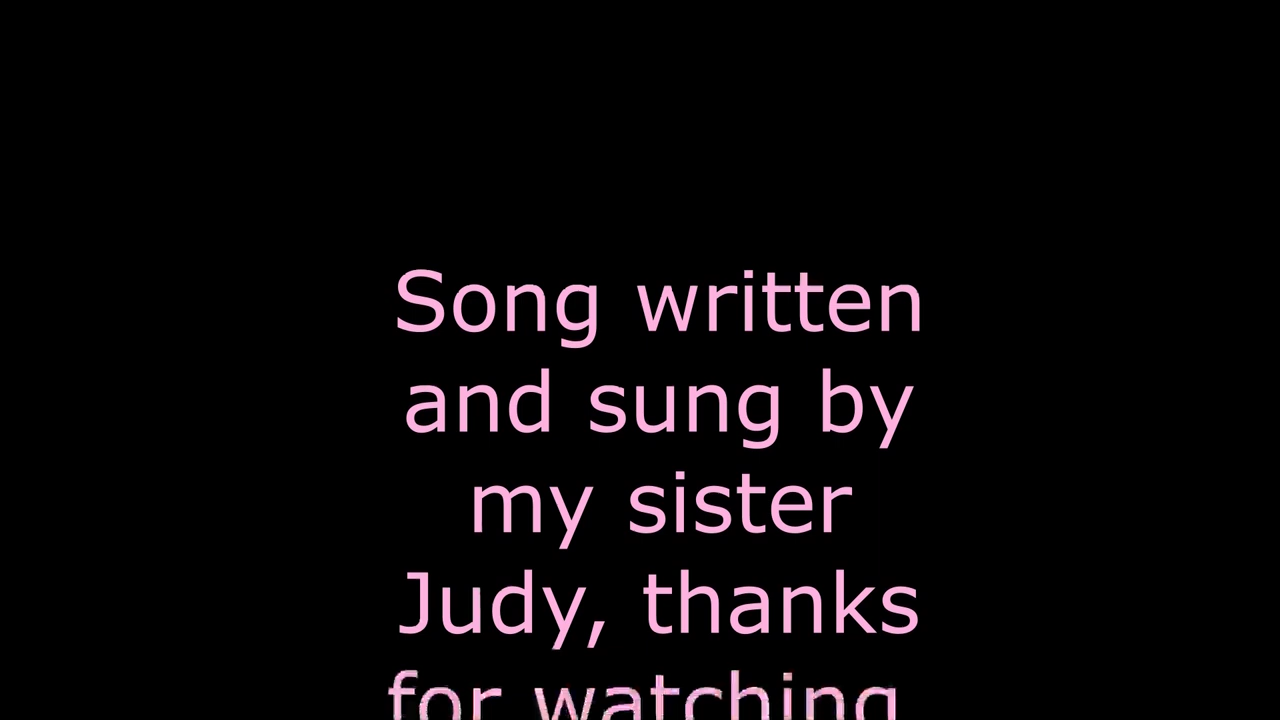 Song written
and sung by
my sister
Judy, thanks
for watching